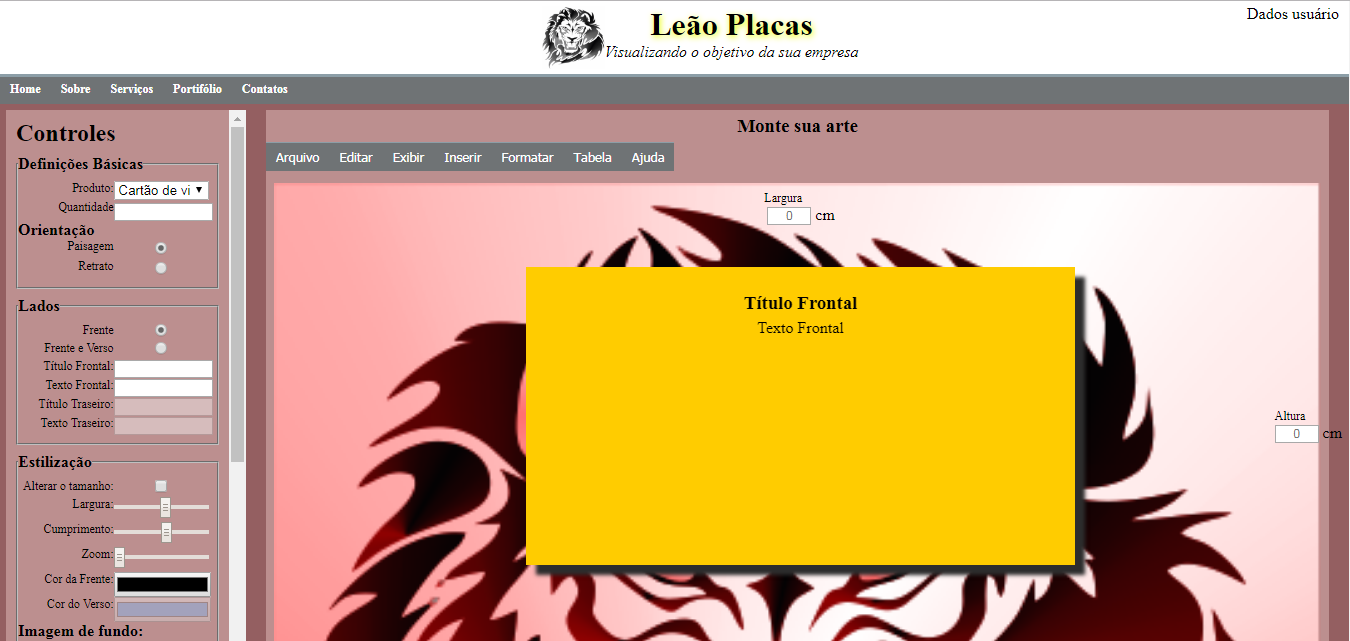 Leão Placas
Visualizando o objetivo da sua empresa
Dados usuário
Home Sobre Serviços Portifólio Contatos
Controles
Definições Básicas
Produto: Cartão de vi
Quantidade
Orientação
Paisagem
Retrato
Lados
Frente
Frente e Verso
Título Frontal:
Texto Frontal:
Título Traseiro:
Texto Traseiro:
Estilização
Alterar o tamanho:
Largura:
Cumprimento:
Zoom:
Cor da Frente:
Cor do Verso:
Imagem de fundo:
Monte sua arte
Arquivo Editar Exibir Inserir Formatar Tabela Ajuda
Largura
0 cm
Título Frontal
Texto Frontal
Altura
0 cm